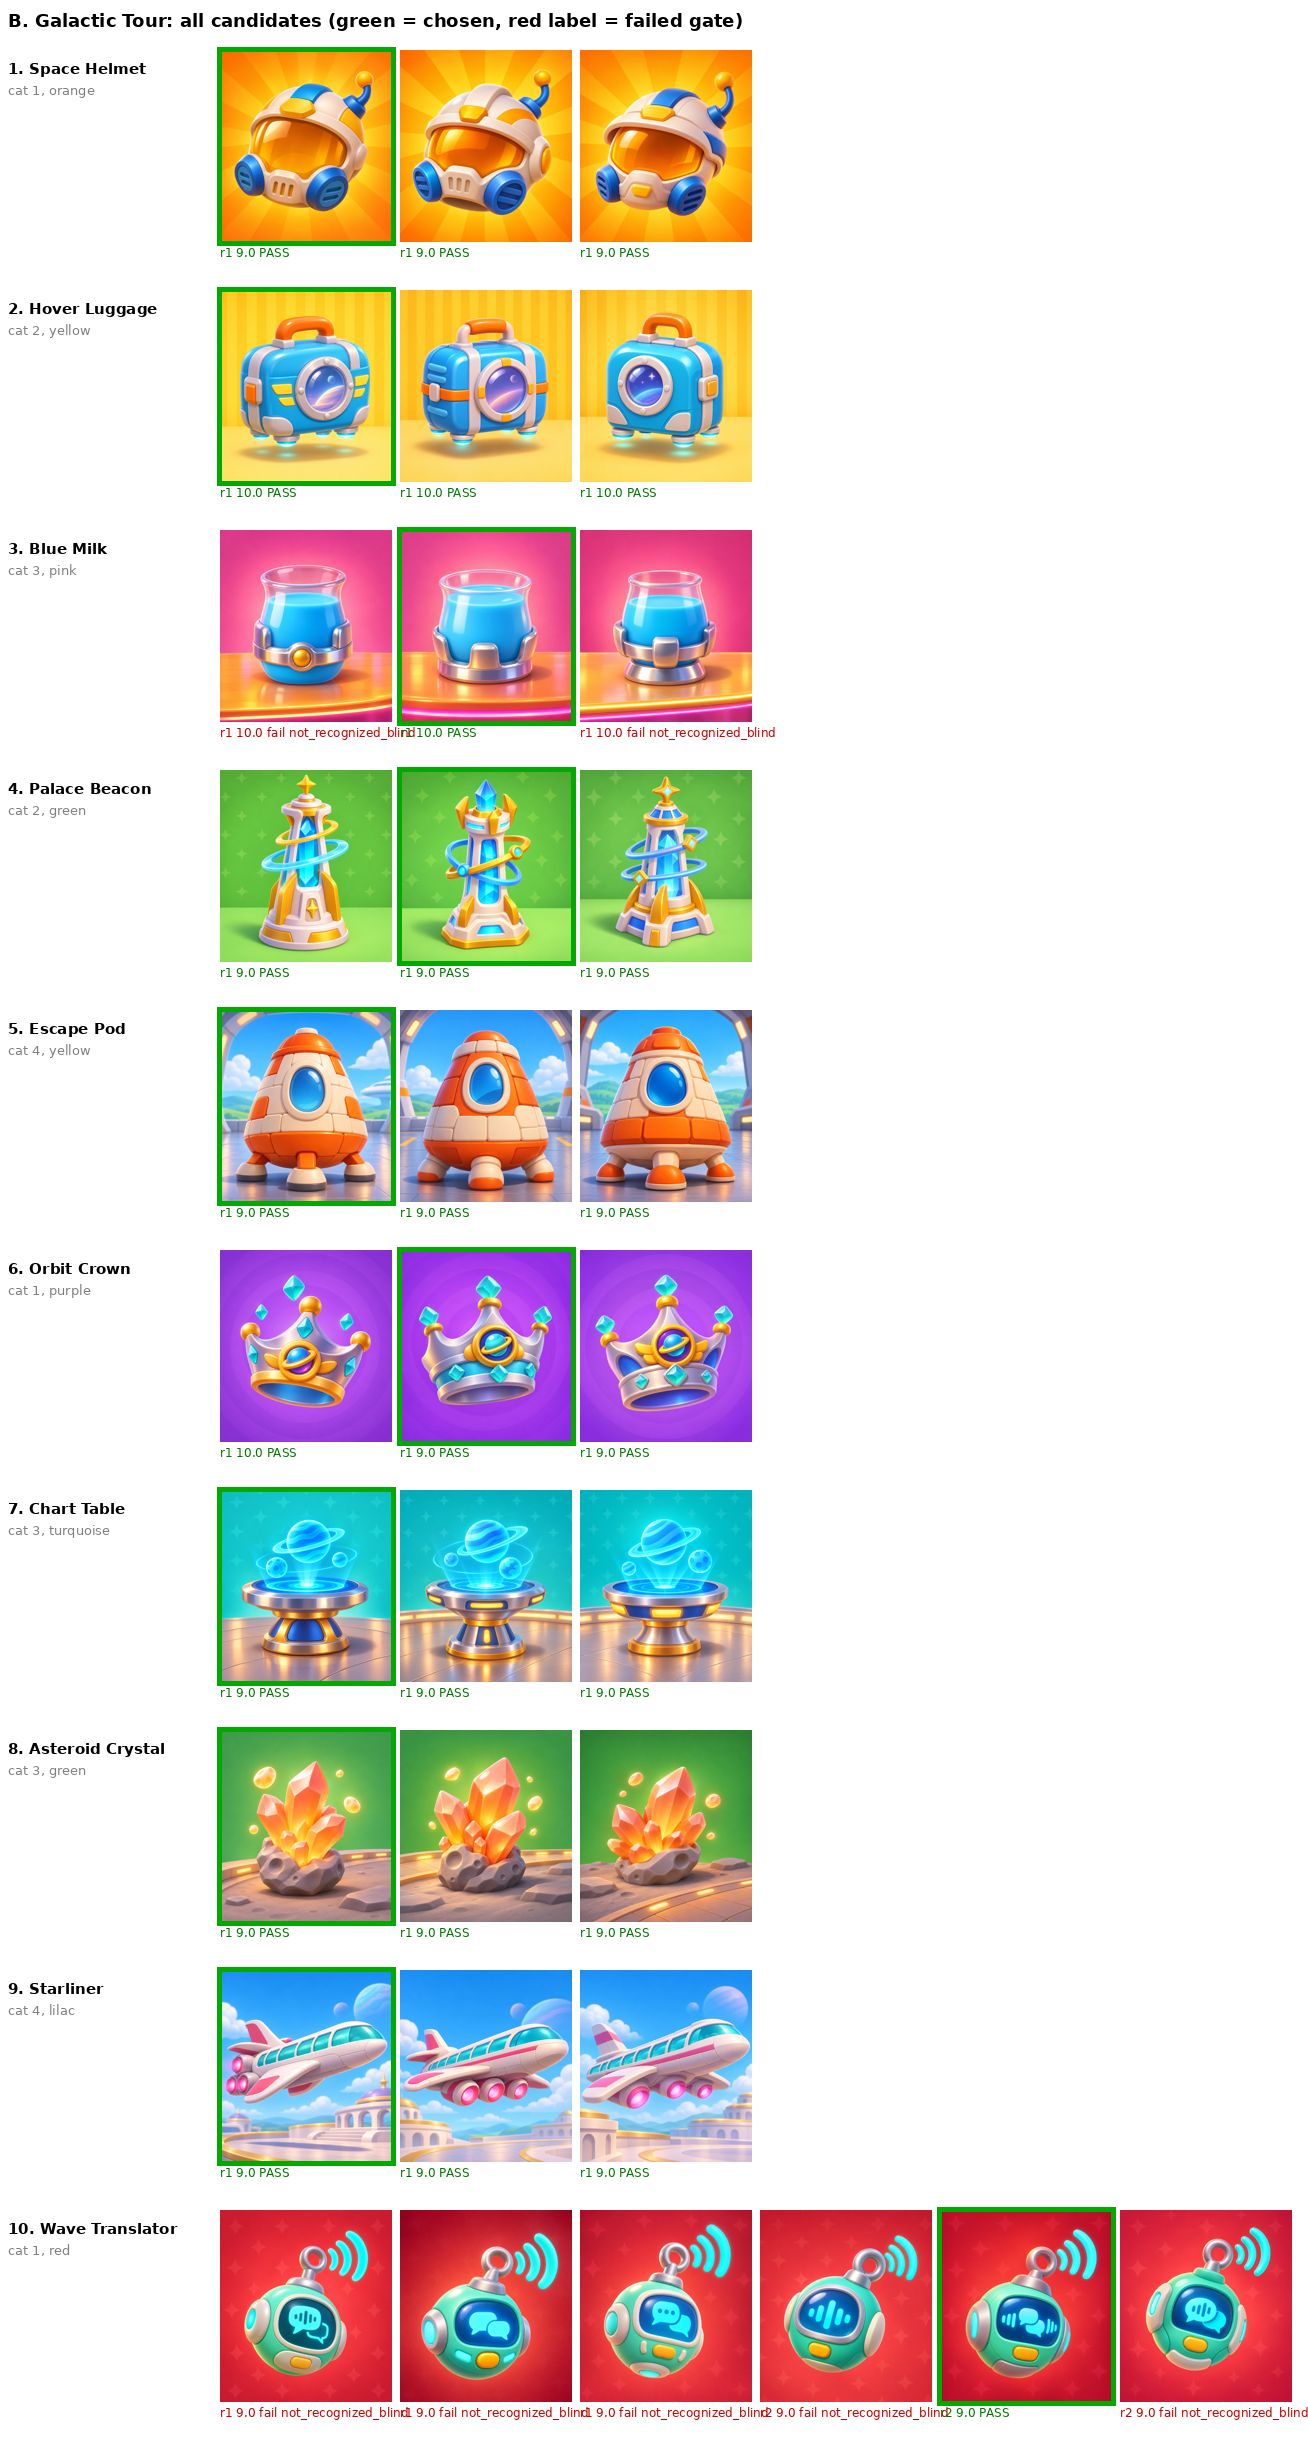 B. Galactic Tour: all candidates (green = chosen, red label = failed gate)
1. Space Helmet
cat 1, orange
r1 9.0 PASS
r1 9.0 PASS
r1 9.0 PASS
2. Hover Luggage
cat 2, yellow
r1 10.0 PASS
r1 10.0 PASS
r1 10.0 PASS
3. Blue Milk
cat 3, pink
r1 10.0 fail not_recognized_blind
r1 10.0 PASS
r1 10.0 fail not_recognized_blind
4. Palace Beacon
cat 2, green
r1 9.0 PASS
r1 9.0 PASS
r1 9.0 PASS
5. Escape Pod
cat 4, yellow
r1 9.0 PASS
r1 9.0 PASS
r1 9.0 PASS
6. Orbit Crown
cat 1, purple
r1 10.0 PASS
r1 9.0 PASS
r1 9.0 PASS
7. Chart Table
cat 3, turquoise
r1 9.0 PASS
r1 9.0 PASS
r1 9.0 PASS
8. Asteroid Crystal
cat 3, green
r1 9.0 PASS
r1 9.0 PASS
r1 9.0 PASS
9. Starliner
cat 4, lilac
r1 9.0 PASS
r1 9.0 PASS
r1 9.0 PASS
10. Wave Translator
cat 1, red
r1 9.0 fail not_recognized_blind
r1 9.0 fail not_recognized_blind
r1 9.0 fail not_recognized_blind
r2 9.0 fail not_recognized_blind
r2 9.0 PASS
r2 9.0 fail not_recognized_blind